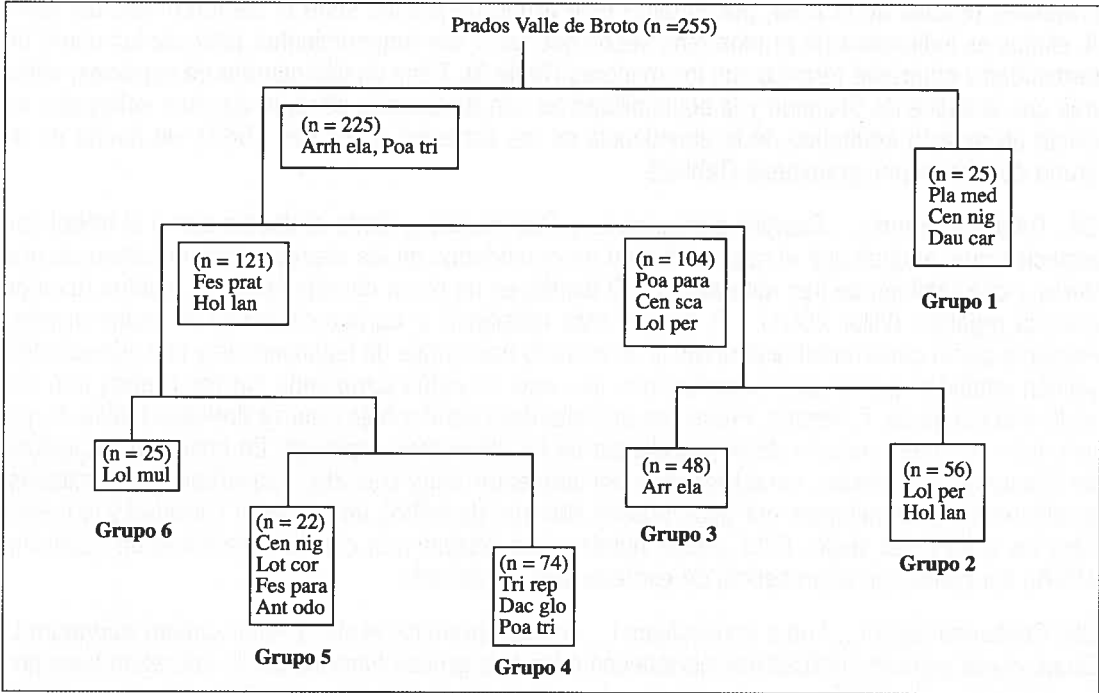 Prados Valle de Broto (n =255)
(n = 225)
Arrh ela, Poa tri
(n = 25)
Pla med
Cen nig
Dau car
Grupo 1
(n = 121)
Fes prat
Hol lan
(n = 104)
Poa para
Cen sca
Lol per
(n = 25)
Lol mul
Grupo 6
(n = 22)
Cen nig
Lot cor
Fes para
Ant odo
Grupo 5
(n = 74)
Tri rep
Dac glo
Poa tri
Grupo 4
(n = 48)
Arr ela
Grupo 3
(n = 56)
Lol per
Hol lan
Grupo 2